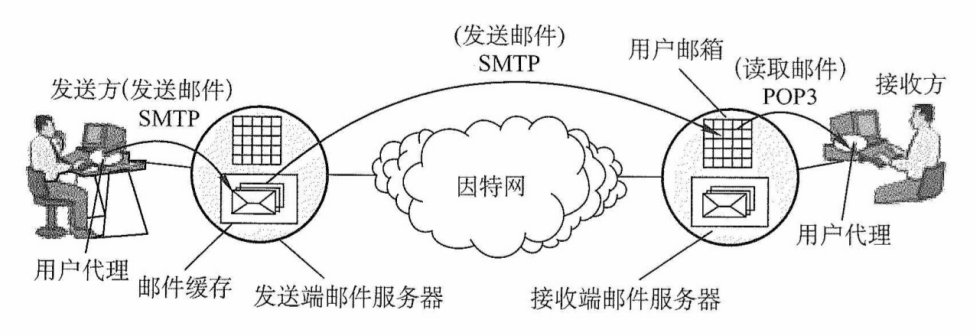 (发送邮件)
SMTP
用户邮箱
(读取邮件)
POP3
接收方
发送方(发送邮件)
SMTP
因特网
用户代理
邮件缓存
发送端邮件服务器
接收端邮件服务器
用户代理